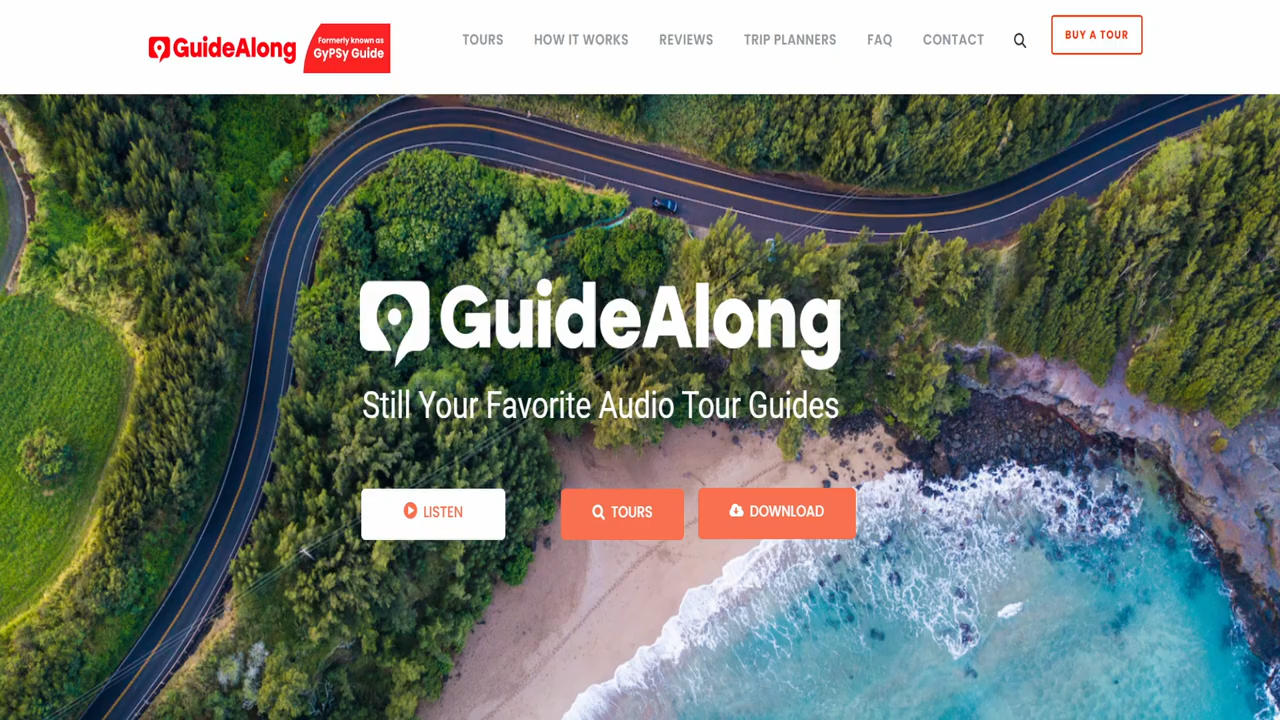 GuideAlong
Formerly known as
GyPSy Guide
TOURS
HOW IT WORKS
REVIEWS
TRIP PLANNERS
FAQ
CONTACT
BUY A TOUR
GuideAlong
Still Your Favorite Audio Tour Guides
LISTEN
TOURS
DOWNLOAD